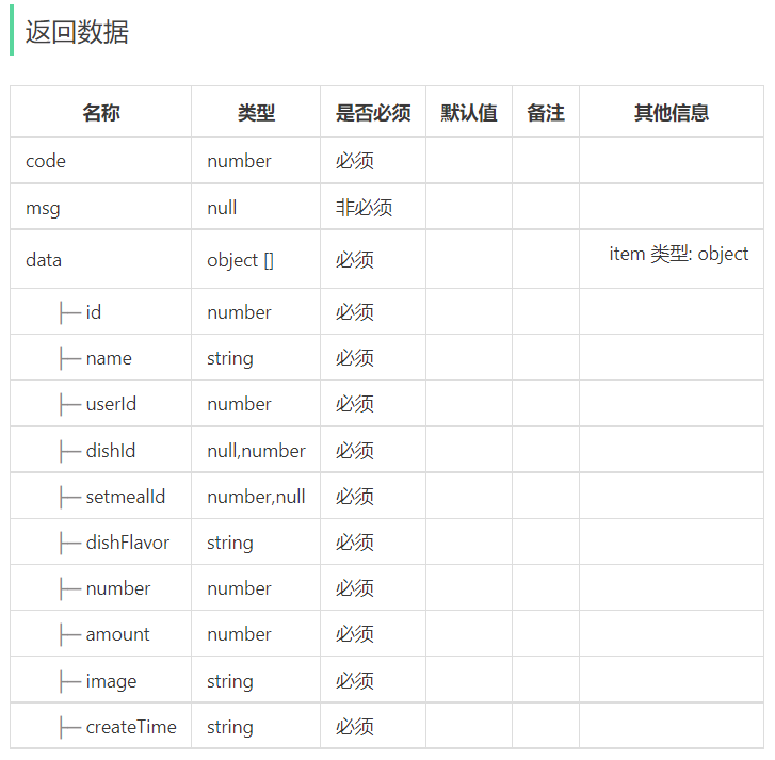 返回数据
名称 类型 是否必须 默认值 备注 其他信息
code number 必须
msg null 非必须
data object [] 必须 item 类型: object
├─ id number 必须
├─ name string 必须
├─ userId number 必须
├─ dishId null,number 必须
├─ setmealId number,null 必须
├─ dishFlavor string 必须
├─ number number 必须
├─ amount number 必须
├─ image string 必须
├─ createTime string 必须